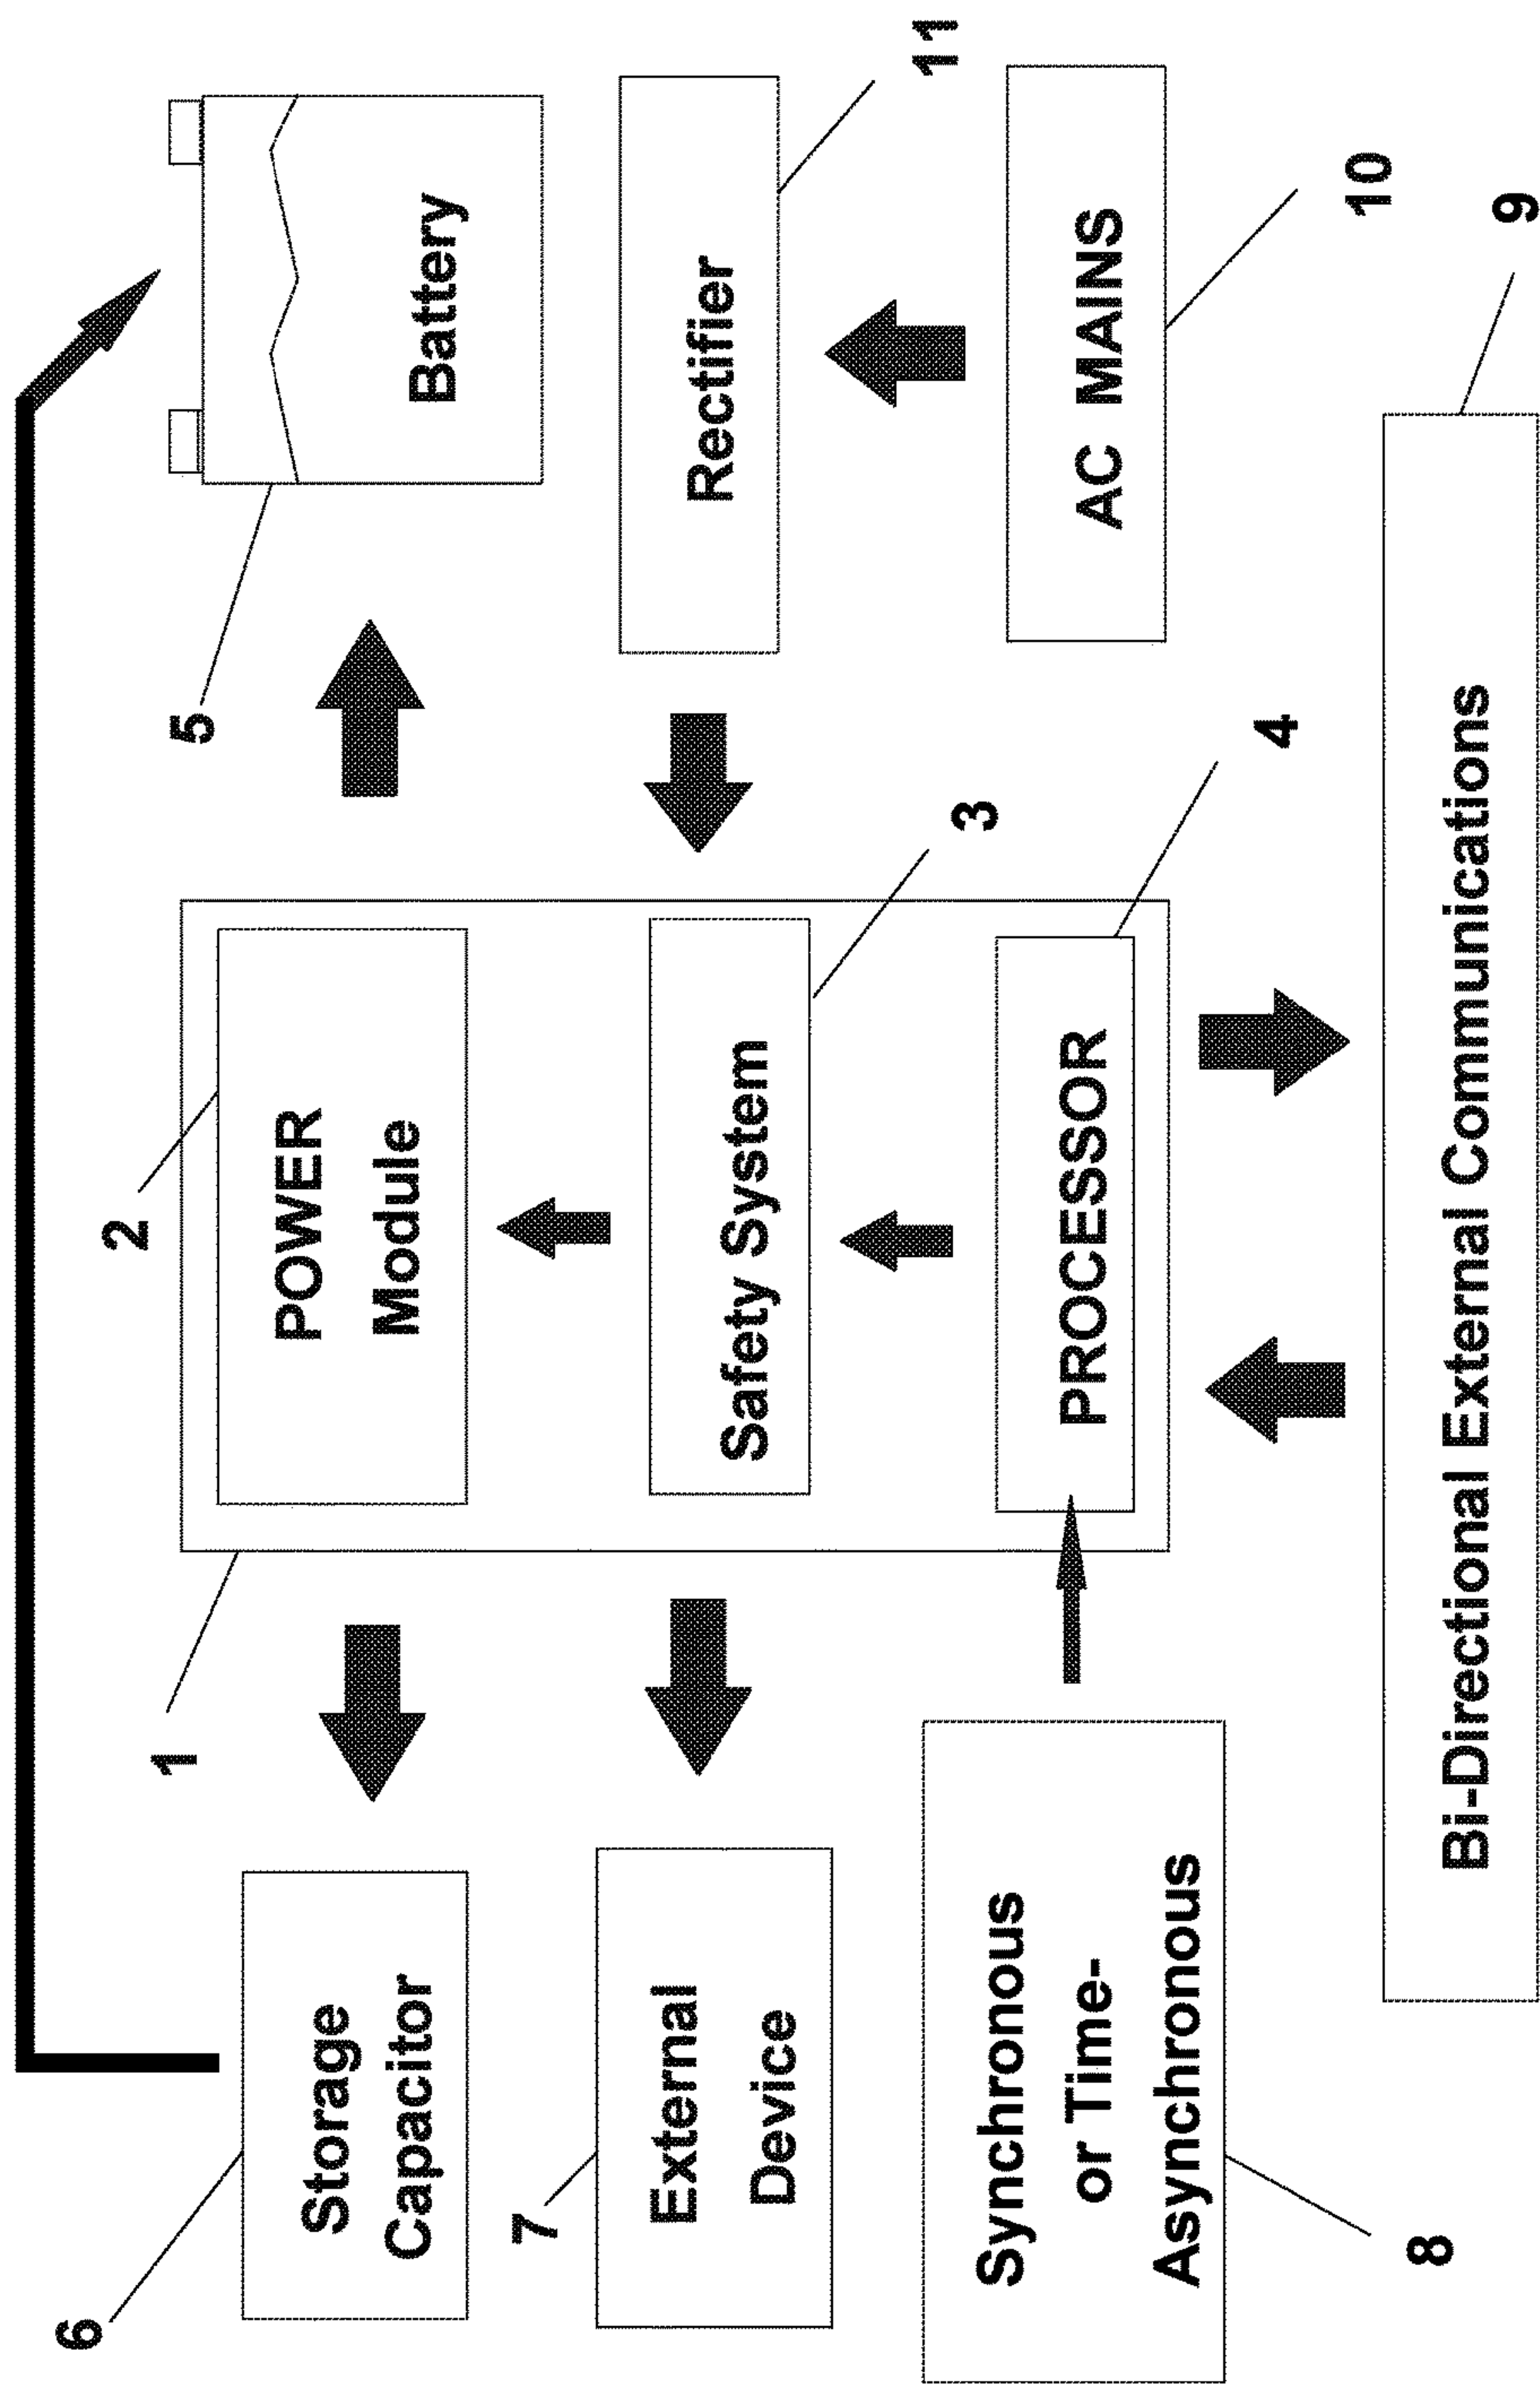 6
1
2
5
Storage
Capacitor
POWER
Module
Battery
7
External
Device
Safety System
Rectifier
3
11
Synchronous
or Time-
Asynchronous
PROCESSOR
AC MAINS
4
10
8
Bi-Directional External Communications
9